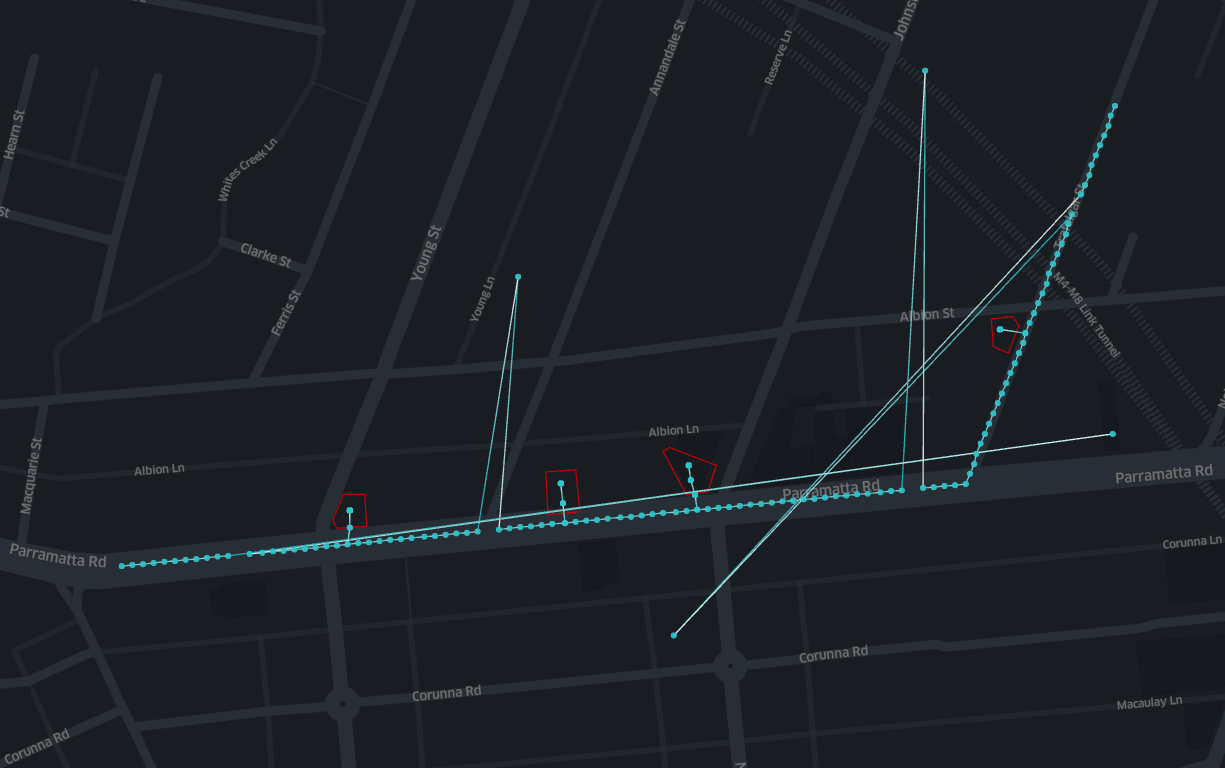 Johns
Annandale St
Reserve Ln
Hearn St
Whites Creek Ln
St
Clarke St
Young St
Young Ln
Ferris St
M4-M8 Link Tunnel
Albion St
Albion Ln
Albion Ln
Macquarie St
Parramatta Rd
Parramatta Rd
Parramatta Rd
Corunna Ln
Corunna Rd
Corunna Rd
Corunna Rd
Macaulay Ln